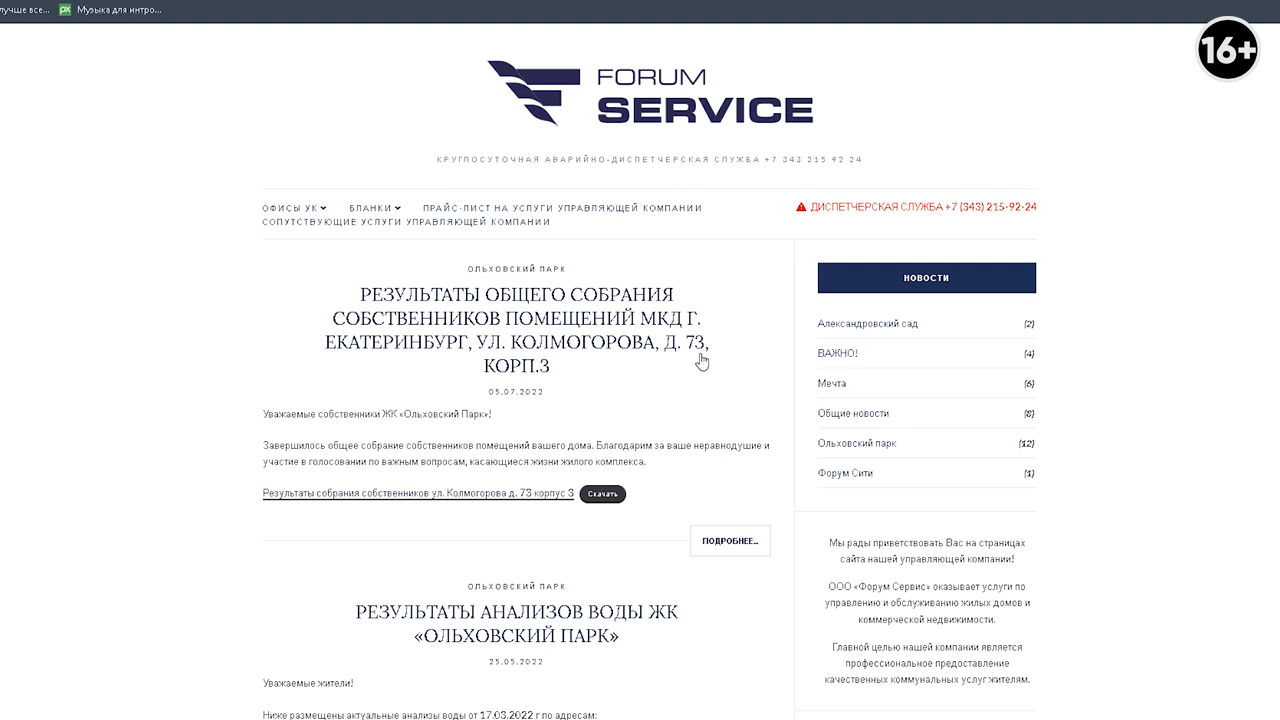 лучше все...
px
Музыка для интро...
16+
FORUM
SERVICE
КРУГЛОСУТОЧНАЯ АВАРИЙНО-ДИСПЕТЧЕРСКАЯ СЛУЖБА +7 343 215 92 24
ОФИСЫ УК БЛАНКИ ПРАЙС-ЛИСТ НА УСЛУГИ УПРАВЛЯЮЩЕЙ КОМПАНИИ
СОПУТСТВУЮЩИЕ УСЛУГИ УПРАВЛЯЮЩЕЙ КОМПАНИИ
ДИСПЕТЧЕРСКАЯ СЛУЖБА +7 (343) 215-92-24
ОЛЬХОВСКИЙ ПАРК
РЕЗУЛЬТАТЫ ОБЩЕГО СОБРАНИЯ
СОБСТВЕННИКОВ ПОМЕЩЕНИЙ МКД Г.
ЕКАТЕРИНБУРГ, УЛ. КОЛМОГОРОВА, Д. 73,
КОРП.3
05.07.2022
Уважаемые собственники ЖК «Ольховский Парк»!
Завершилось общее собрание собственников помещений вашего дома. Благодарим за ваше неравнодушие и
участие в голосовании по важным вопросам, касающиеся жизни жилого комплекса.
Результаты собрания собственников ул. Колмогорова д. 73 корпус 3 Скачать
ПОДРОБНЕЕ...
ОЛЬХОВСКИЙ ПАРК
РЕЗУЛЬТАТЫ АНАЛИЗОВ ВОДЫ ЖК
«ОЛЬХОВСКИЙ ПАРК»
25.05.2022
Уважаемые жители!
Ниже размещены актуальные анализы воды от 17.03.2022 г по адресам:
НОВОСТИ
Александровский сад (2)
ВАЖНО! (4)
Мечта (6)
Общие новости (8)
Ольховский парк (12)
Форум Сити (1)
Мы рады приветствовать Вас на страницах
сайта нашей управляющей компании!
ООО «Форум Сервис» оказывает услуги по
управлению и обслуживанию жилых домов и
коммерческой недвижимости.
Главной целью нашей компании является
профессиональное предоставление
качественных коммунальных услуг жителям.